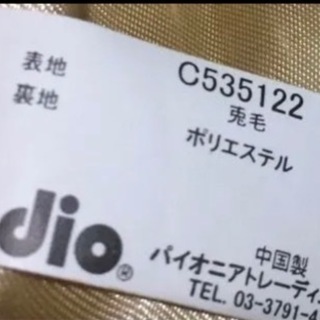 C535122
表地 兎毛
裏地 ポリエステル
dio®
中国製
パイオニアトレーディ
TEL. 03-3791-4